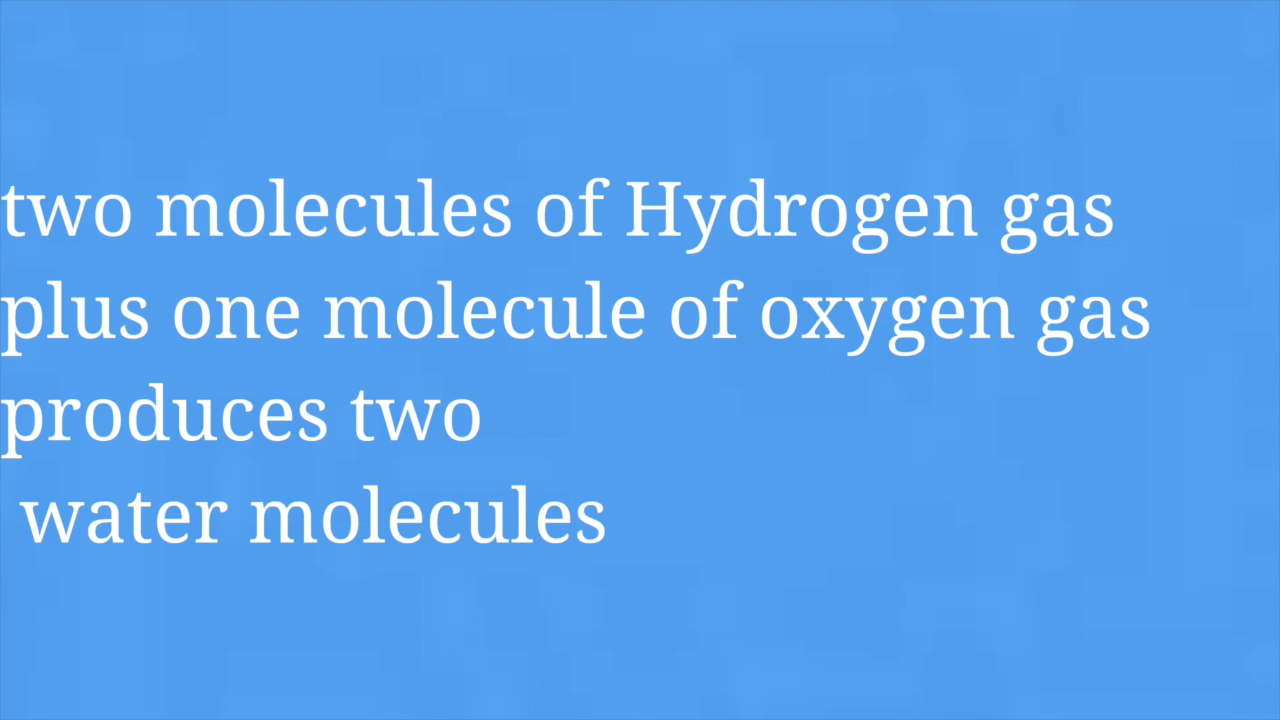 two molecules of Hydrogen gas
plus one molecule of oxygen gas
produces two
water molecules